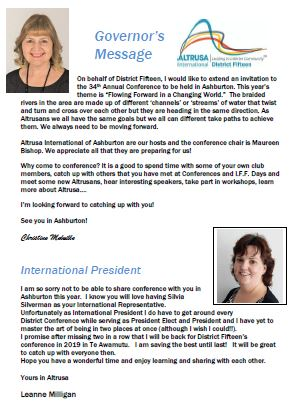 Governor's
Message
ALTRUSA
International
Leading to a Better Community™
District Fifteen
On behalf of District Fifteen, I would like to extend an invitation to
the 34th Annual Conference to be held in Ashburton. This year's
theme is "Flowing Forward in a Changing World." The braided
rivers in the area are made up of different 'channels' or 'streams' of water that twist
and turn and cross over each other but they are heading in the same direction. As
Altrusans we all have the same goals but we all can different take paths to achieve
them. We always need to be moving forward.
Altrusa International of Ashburton are our hosts and the conference chair is Maureen
Bishop. We appreciate all that they are preparing for us!
Why come to conference? It is a good to spend time with some of your own club
members, catch up with others that you have met at Conferences and I.F.F. Days and
meet some new Altrusans, hear interesting speakers, take part in workshops, learn
more about Altrusa....
I'm looking forward to catching up with you!
See you in Ashburton!
Christine Melville
International President
I am so sorry not to be able to share conference with you in
Ashburton this year. I know you will love having Silvia
Silverman as your International Representative.
Unfortunately as International President I do have to get around every
District Conference while serving as President Elect and President and I have yet to
master the art of being in two places at once (although I wish I could!!).
I promise after missing two in a row that I will be back for District Fifteen's
conference in 2019 in Te Awamutu. I am saving the best until last! It will be great
to catch up with everyone then.
Hope you have a wonderful time and enjoy learning and sharing with each other.
Yours in Altrusa
Leanne Milligan